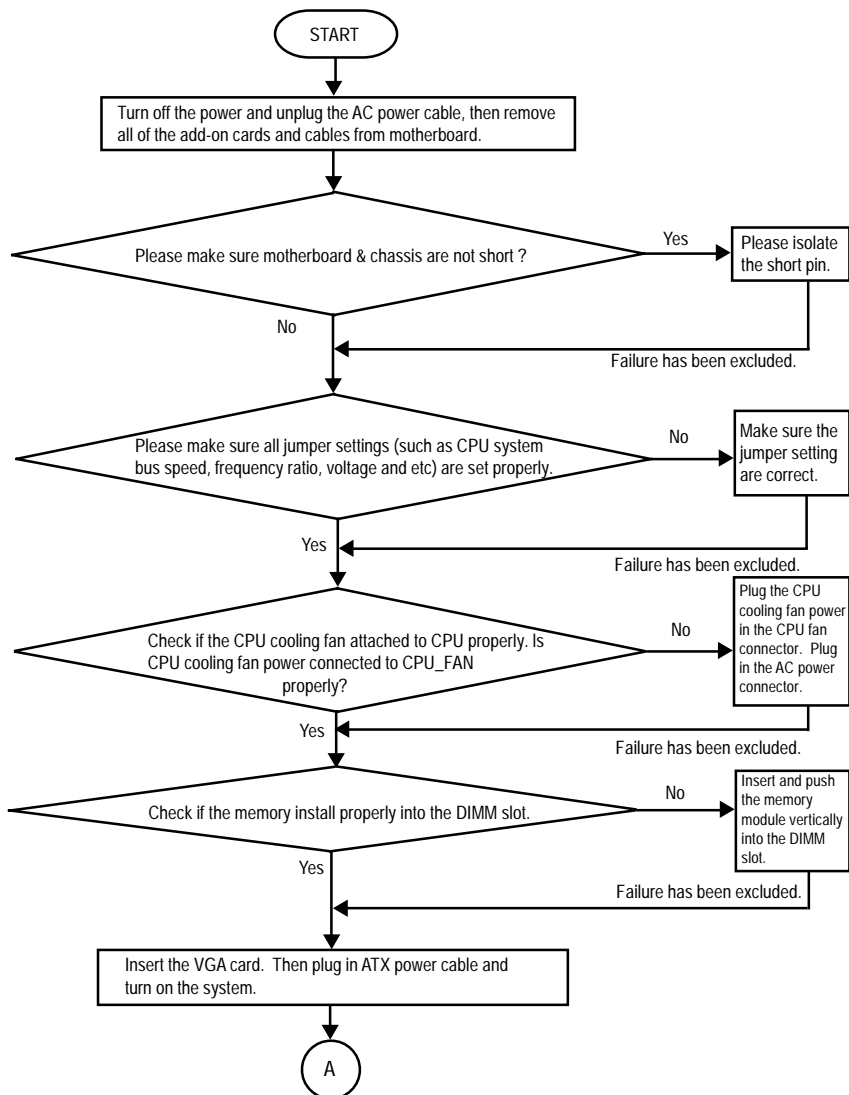 START
Turn off the power and unplug the AC power cable, then remove
all of the add-on cards and cables from motherboard.
Please make sure motherboard & chassis are not short ?
Yes
Please isolate
the short pin.
No
Failure has been excluded.
Please make sure all jumper settings (such as CPU system
bus speed, frequency ratio, voltage and etc) are set properly.
No
Make sure the
jumper setting
are correct.
Yes
Failure has been excluded.
Check if the CPU cooling fan attached to CPU properly. Is
CPU cooling fan power connected to CPU_FAN
properly?
No
Plug the CPU
cooling fan power
in the CPU fan
connector. Plug
in the AC power
connector.
Yes
Failure has been excluded.
Check if the memory install properly into the DIMM slot.
No
Insert and push
the memory
module vertically
into the DIMM
slot.
Yes
Failure has been excluded.
Insert the VGA card. Then plug in ATX power cable and
turn on the system.
A